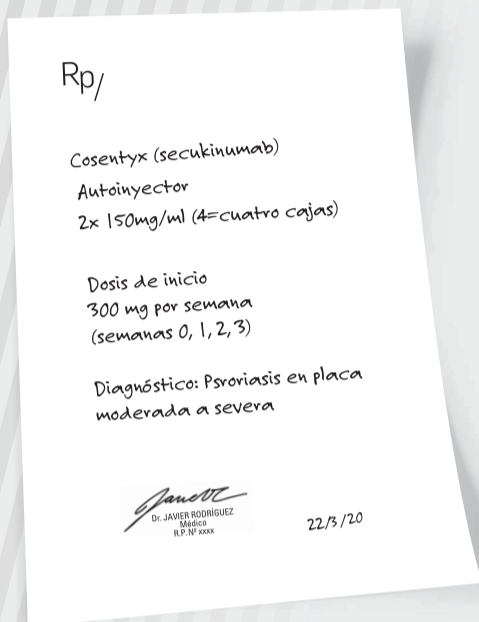 Rp/
Cosentyx (secukinumab)
Autoinyector
2x 150mg/ml (4=cuatro cajas)
Dosis de inicio
300 mg por semana
(semanas 0, 1, 2, 3)
Diagnóstico: Psroriasis en placa
moderada a severa
Dr. JAVIER RODRÍGUEZ
Médico
R.P. Nº xxxx
22/3/20